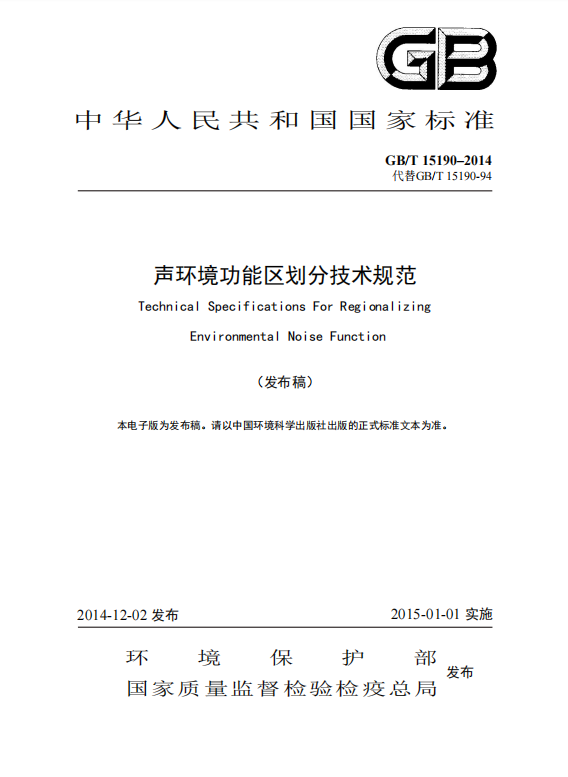 GB
中华人民共和国国家标准
GB/T 15190–2014
代替GB/T 15190-94
声环境功能区划分技术规范
Technical Specifications For Regionalizing
Environmental Noise Function
（发布稿）
本电子版为发布稿。请以中国环境科学出版社出版的正式标准文本为准。
2014-12-02 发布
2015-01-01 实施
环境保护部
国家质量监督检验检疫总局
发布